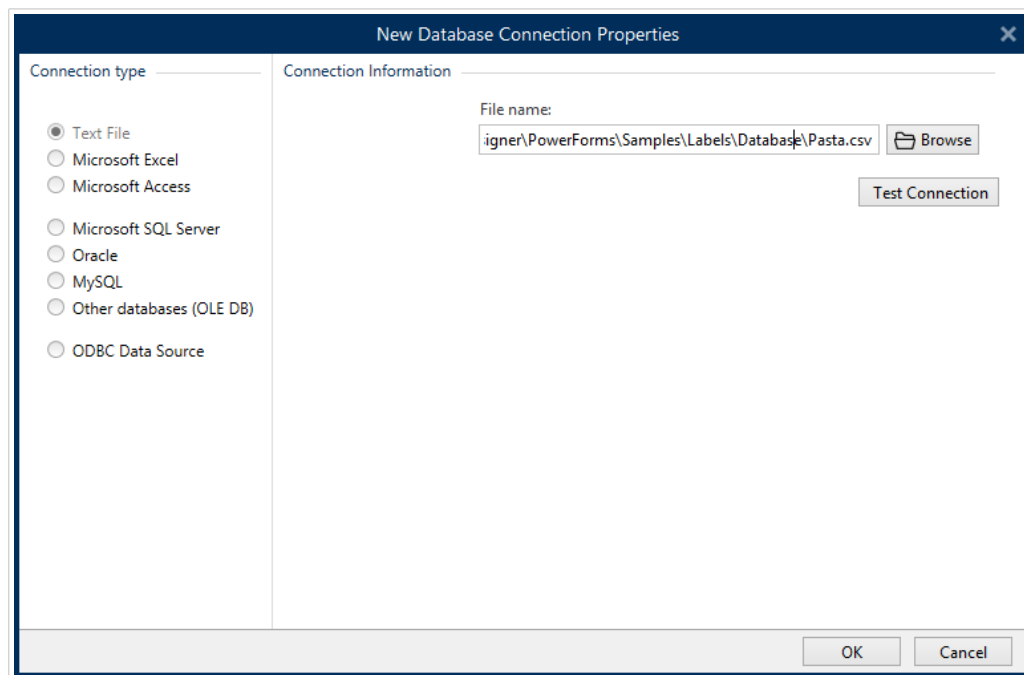 New Database Connection Properties
Connection type
Connection Information
File name:
igner\PowerForms\Samples\Labels\Database\Pasta.csv
Browse
Test Connection
Text File
Microsoft Excel
Microsoft Access
Microsoft SQL Server
Oracle
MySQL
Other databases (OLE DB)
ODBC Data Source
OK
Cancel